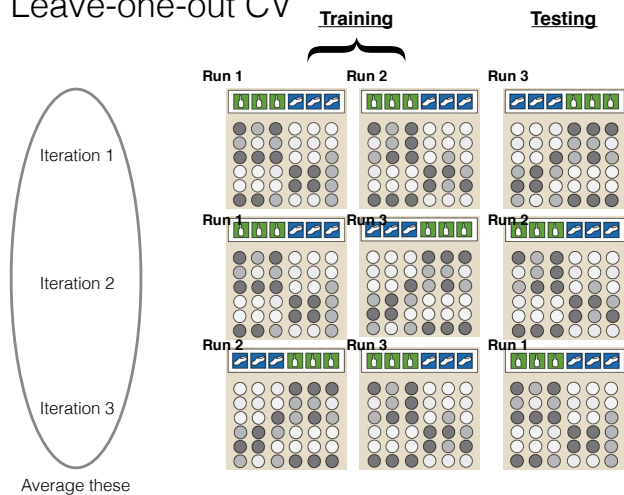 Leave-one-out CV
Training
Testing
Run 1
Run 2
Run 3
Iteration 1
Run 1
Run 3
Run 2
Iteration 2
Run 2
Run 3
Run 1
Iteration 3
Average these